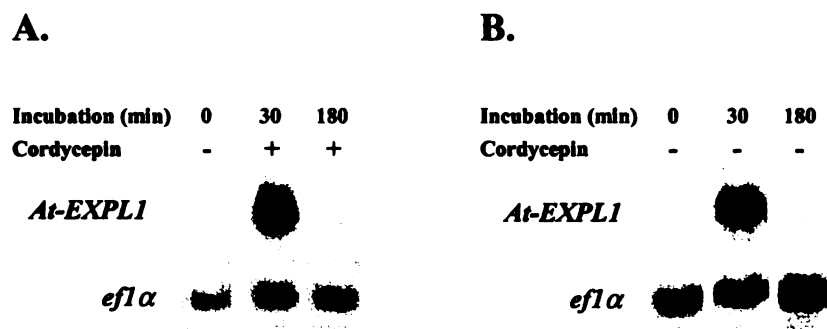 A.
Incubation (min) 0 30 180
Cordycepin - + +
At-EXPL1
ef1α
B.
Incubation (min) 0 30 180
Cordycepin - - -
At-EXPL1
ef1α